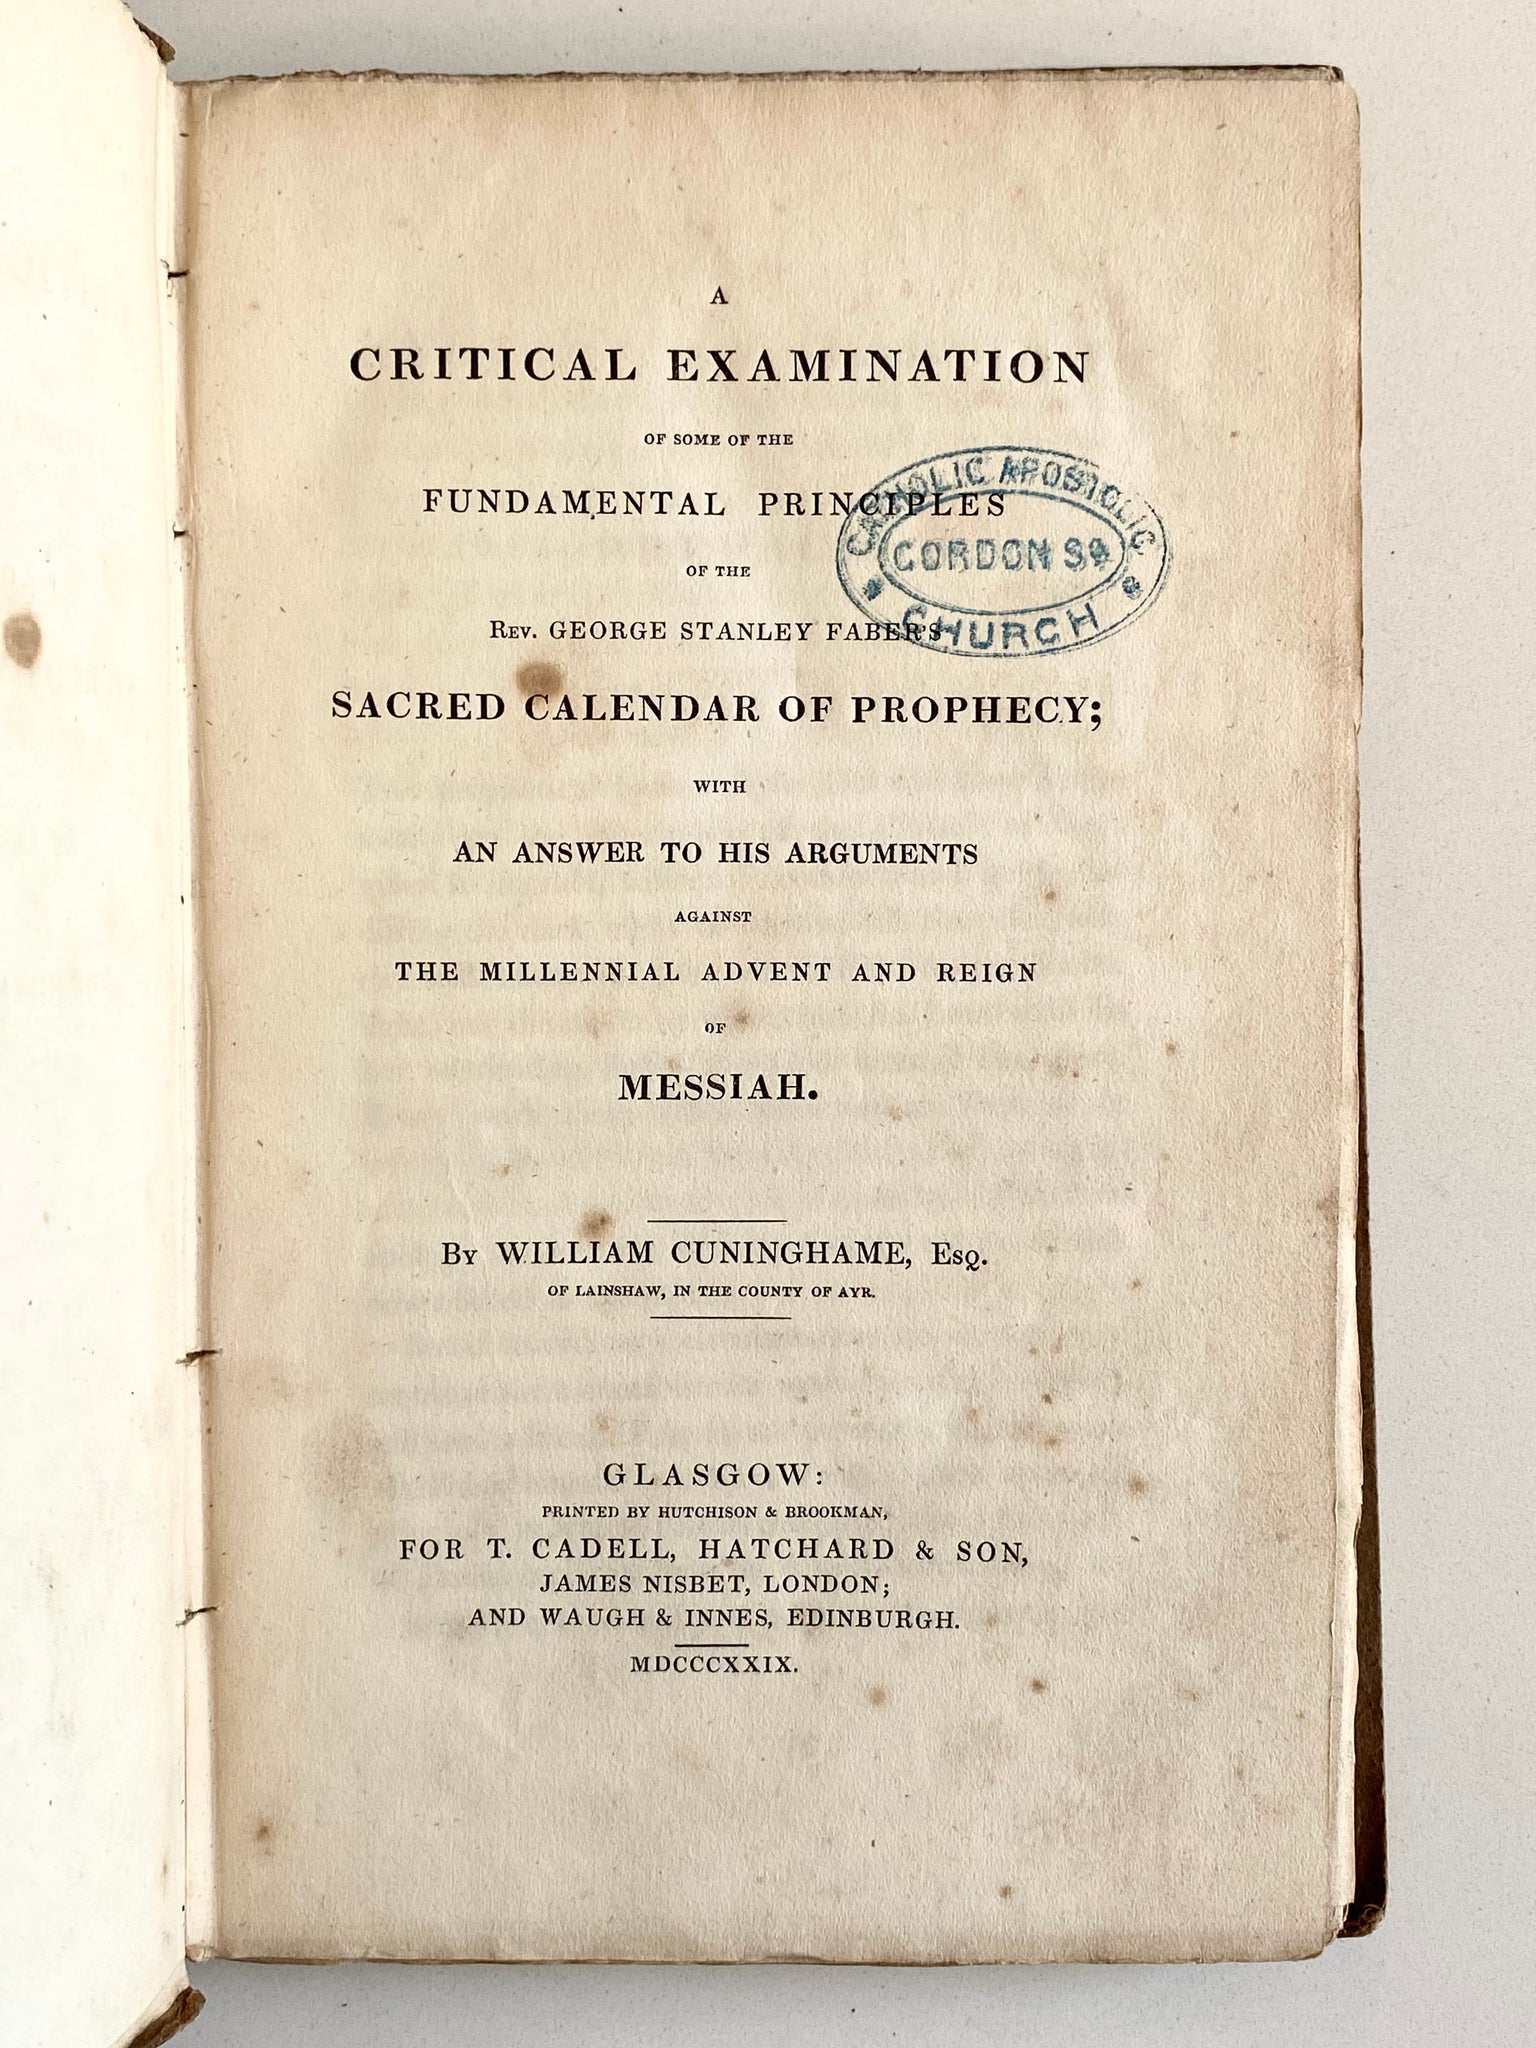 A
CRITICAL EXAMINATION
OF SOME OF THE
FUNDAMENTAL PRINCIPLES
OF THE
REV. GEORGE STANLEY FABER'S
SACRED CALENDAR OF PROPHECY;
WITH
AN ANSWER TO HIS ARGUMENTS
AGAINST
THE MILLENNIAL ADVENT AND REIGN
OF
MESSIAH.
BY WILLIAM CUNINGHAME, ESQ.
OF LAINSHAW, IN THE COUNTY OF AYR.
GLASGOW:
PRINTED BY HUTCHISON & BROOKMAN,
FOR T. CADELL, HATCHARD & SON,
JAMES NISBET, LONDON;
AND WAUGH & INNES, EDINBURGH.
MDCCCXXIX.
CATHOLIC APOSTOLIC
GORDON SQ
CHURCH